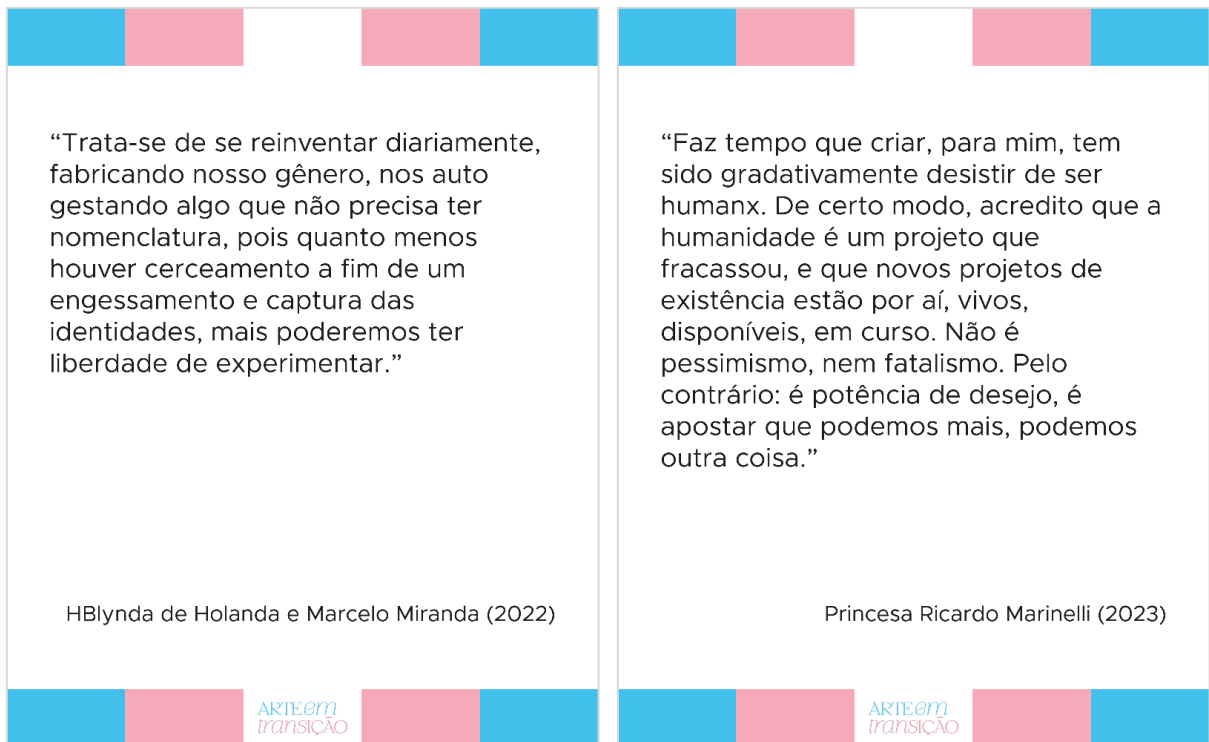 “Trata-se de se reinventar diariamente,
fabricando nosso gênero, nos auto
gestando algo que não precisa ter
nomenclatura, pois quanto menos
houver cerceamento a fim de um
engessamento e captura das
identidades, mais poderemos ter
liberdade de experimentar.”
HBlynda de Holanda e Marcelo Miranda (2022)
ARTEem
transIÇÃO
“Faz tempo que criar, para mim, tem
sido gradativamente desistir de ser
humanx. De certo modo, acredito que a
humanidade é um projeto que
fracassou, e que novos projetos de
existência estão por aí, vivos,
disponíveis, em curso. Não é
pessimismo, nem fatalismo. Pelo
contrário: é potência de desejo, é
apostar que podemos mais, podemos
outra coisa.”
Princesa Ricardo Marinelli (2023)
ARTEem
transIÇÃO